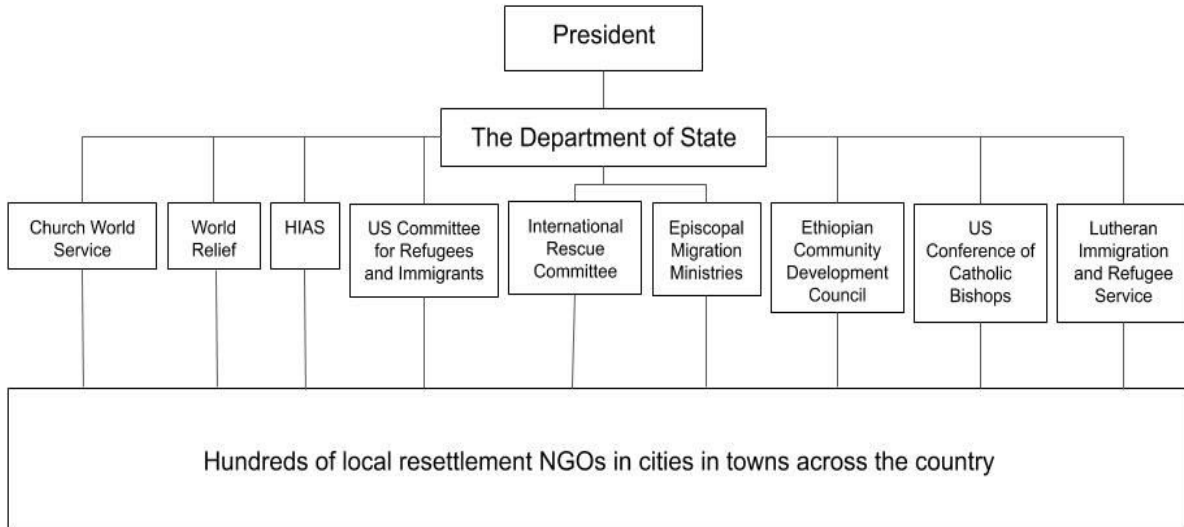 President
The Department of State
Church World
Service
World
Relief
HIAS
US Committee
for Refugees
and Immigrants
International
Rescue
Committee
Episcopal
Migration
Ministries
Ethiopian
Community
Development
Council
US
Conference of
Catholic
Bishops
Lutheran
Immigration
and Refugee
Service
Hundreds of local resettlement NGOs in cities in towns across the country